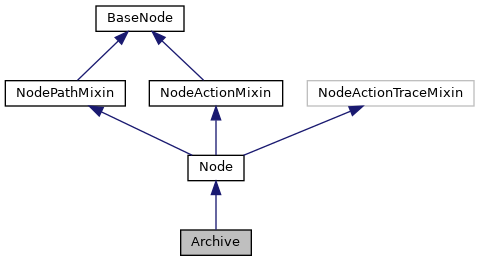 BaseNode
NodePathMixin
NodeActionMixin
NodeActionTraceMixin
Node
Archive